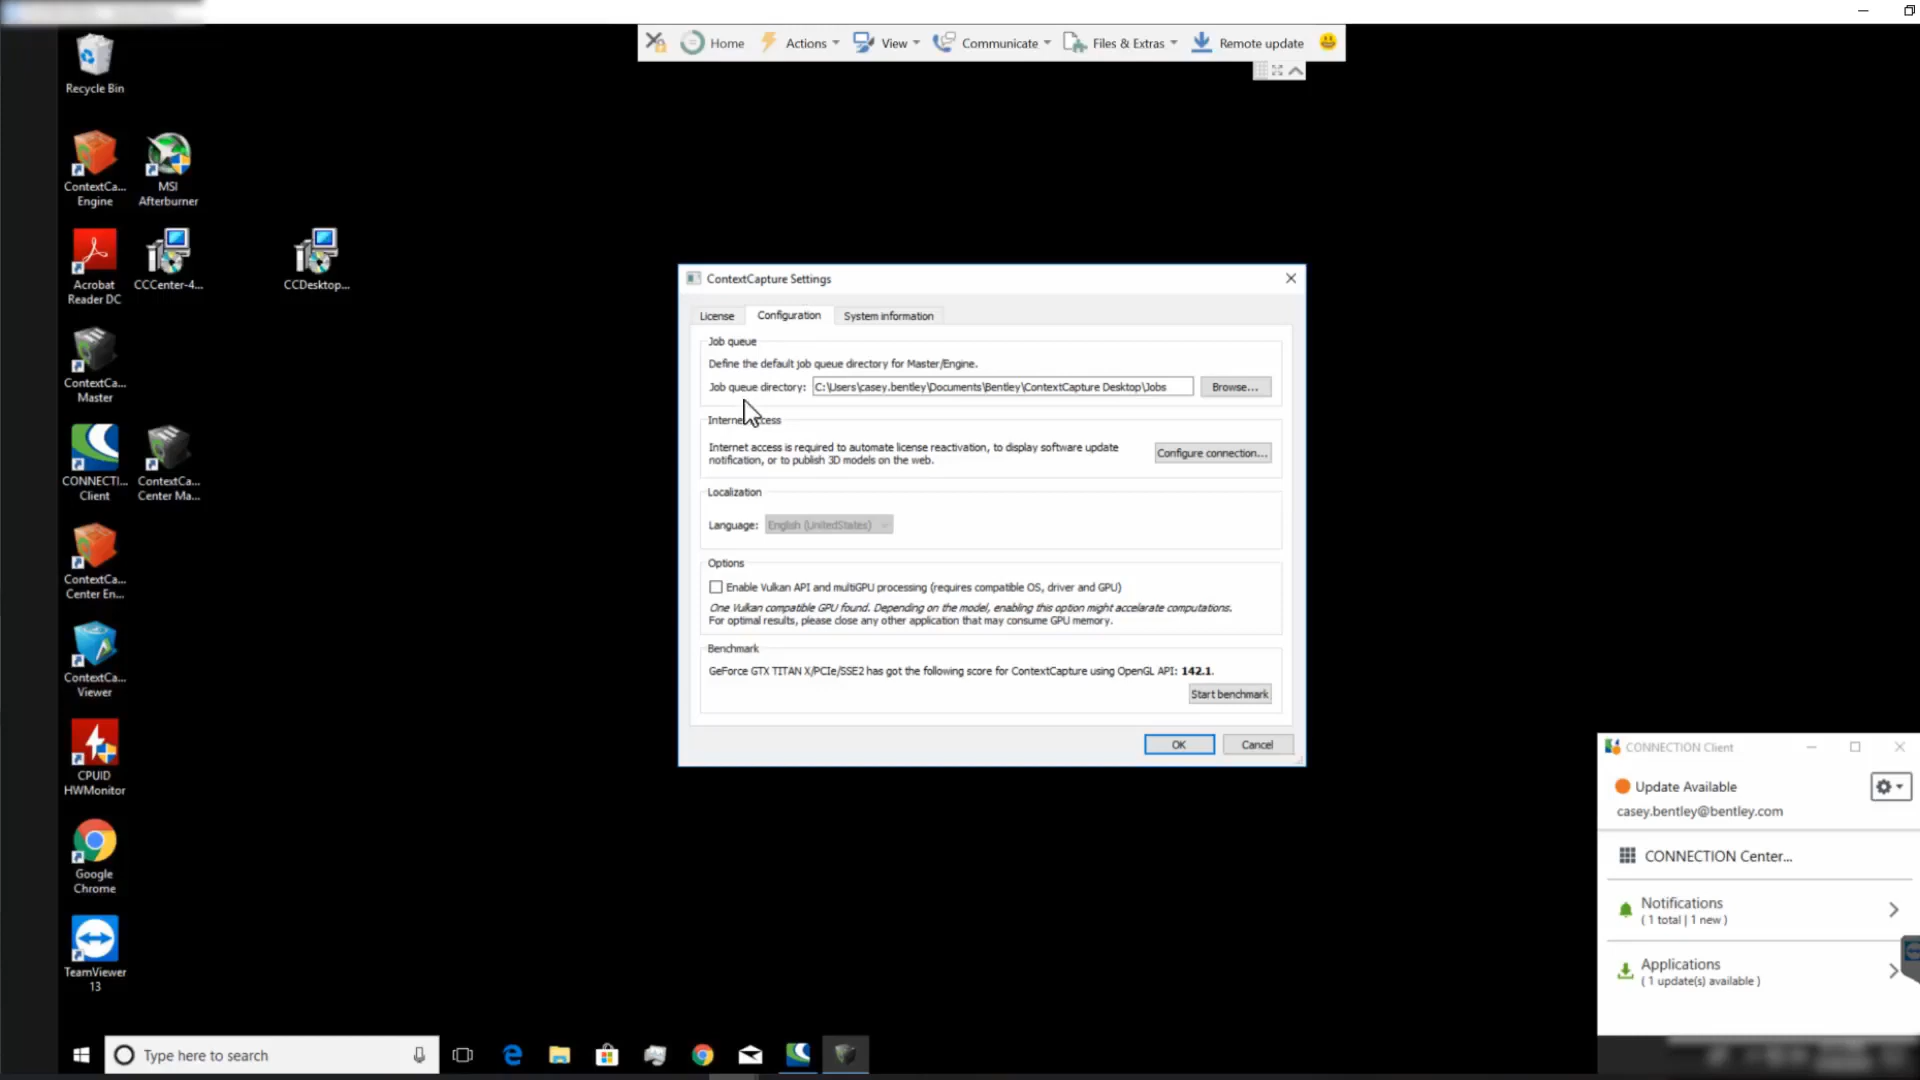 Home
Actions
View
Communicate
Files & Extras
Remote update
Recycle Bin
ContextCa...
Engine
MSI
Afterburner
Acrobat
Reader DC
CCCenter-4...
CCDesktop...
ContextCa...
Master
CONNECTI...
Client
ContextCa...
Center Ma...
ContextCa...
Center En...
ContextCa...
Viewer
CPUID
HWMonitor
Google
Chrome
TeamViewer
13
ContextCapture Settings
License
Configuration
System information
Job queue
Define the default job queue directory for Master/Engine.
Job queue directory: C:\Users\casey.bentley\Documents\Bentley\ContextCapture Desktop\Jobs
Browse...
Internet access
Internet access is required to automate license reactivation, to display software update
notification, or to publish 3D models on the web.
Configure connection...
Localization
Language: English (UnitedStates)
Options
Enable Vulkan API and multiGPU processing (requires compatible OS, driver and GPU)
One Vulkan compatible GPU found. Depending on the model, enabling this option might accelarate computations.
For optimal results, please close any other application that may consume GPU memory.
Benchmark
GeForce GTX TITAN X/PCIe/SSE2 has got the following score for ContextCapture using OpenGL API: 142.1.
Start benchmark
OK
Cancel
CONNECTION Client
Update Available
casey.bentley@bentley.com
CONNECTION Center...
Notifications
( 1 total | 1 new )
Applications
( 1 update(s) available )
Type here to search